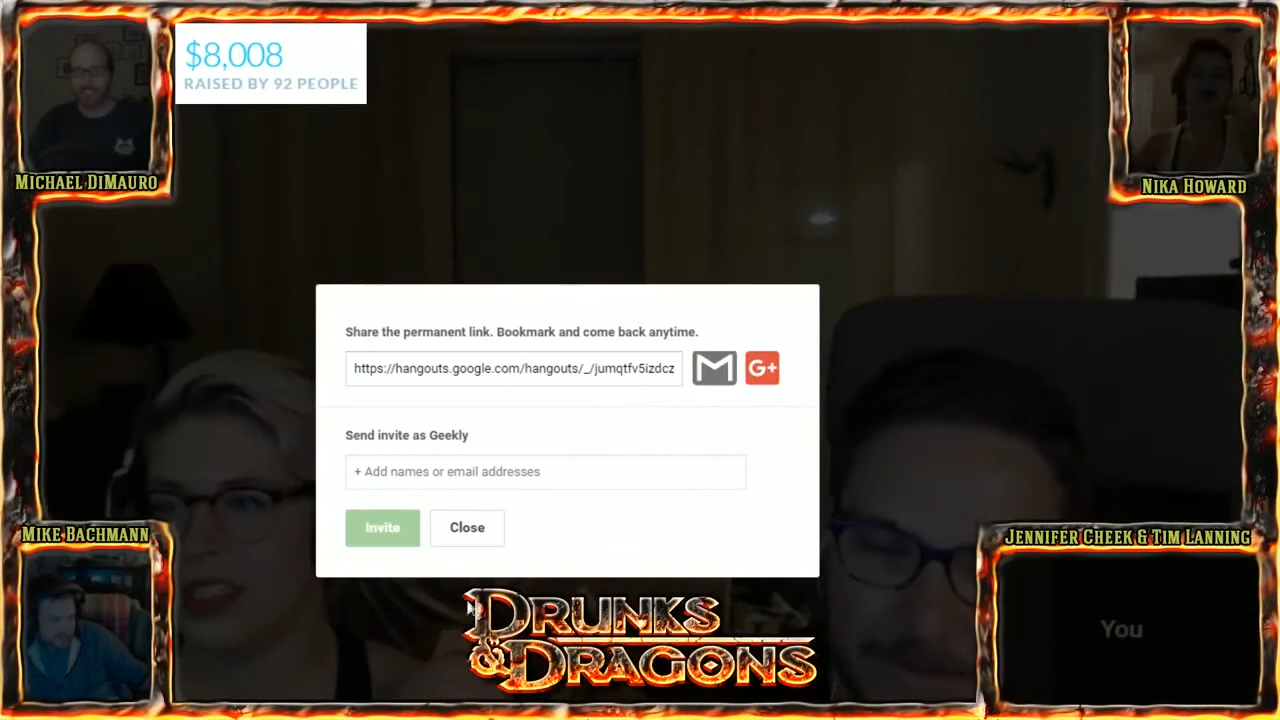 $8,008
RAISED BY 92 PEOPLE
MICHAEL DIMAURO
NIKA HOWARD
Share the permanent link. Bookmark and come back anytime.
https://hangouts.google.com/hangouts/_/jumqtfv5izdcz
G+
Send invite as Geekly
+ Add names or email addresses
Invite
Close
MIKE BACHMANN
JENNIFER CHEEK & TIM LANNING
You
DRUNKS
& DRAGONS